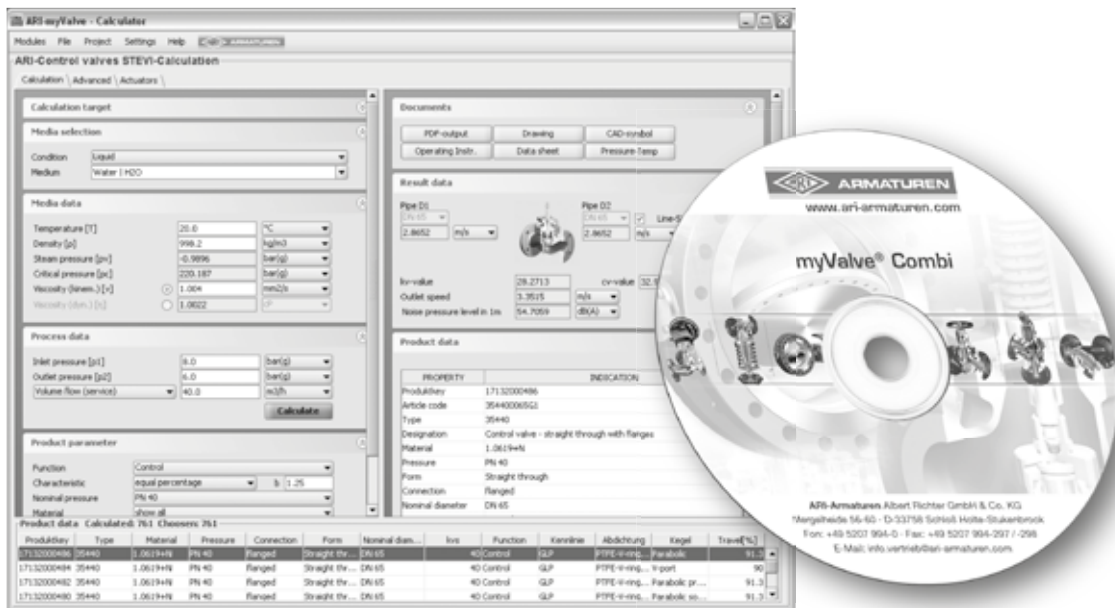 ARI-myValve - Calculator
Modules File Project Settings Help ARI ARMATUREN
ARI-Control valves STEVI-Calculation
Calculation Advanced Actuators
Calculation target
Media selection
Condition Liquid
Medium Water | H2O
Media data
Temperature [T] 20.0 °C
Density [ρ] 998.2 kg/m3
Steam pressure [pv] -0.9896 bar(g)
Critical pressure [pc] 220.187 bar(g)
Viscosity (kinem.) [v] 1.004 mm2/s
Viscosity (dyn.) 1.0022 cP
Process data
Inlet pressure [p1] 8.0 bar(g)
Outlet pressure [p2] 6.0 bar(g)
Volume flow (service) 40.0 m3/h
Calculate
Product parameter
Function Control
Characteristic equal percentage b 1.25
Nominal pressure PN 40
Material show all
Documents
PDF-output Drawing CAD-symbol
Operating Instr. Data sheet Pressure-Temp
Result data
Pipe D1 Pipe D2
DN 65 DN 65 Line-S
2.8652 m/s 2.8652 m/s
kv-value 28.2713 cv-value 32.
Outlet speed 3.3515 m/s
Noise pressure level in 1m 54.7059 dB(A)
Product data
PROPERTY INDICATION
Produktkey 17132000486
Article code 35440006SG1
Type 35440
Designation Control valve - straight through with flanges
Material 1.0619+N
Pressure PN 40
Form Straight through
Connection flanged
Nominal diameter DN 65
Product data Calculated: 761 Choosen: 761
Produktkey Type Material Pressure Connection Form Nominal diam... kvs Function Kennlinie Abdichtung Kegel Travel[%]
17132000486 35440 1.0619+N PN 40 flanged Straight thr... DN 65 40 Control GLP PTFE-V-ring... Parabolic 91.3
17132000484 35440 1.0619+N PN 40 flanged Straight thr... DN 65 40 Control GLP PTFE-V-ring... V-port 90
17132000482 35440 1.0619+N PN 40 flanged Straight thr... DN 65 40 Control GLP PTFE-V-ring... Parabolic pr... 91.3
17132000480 35440 1.0619+N PN 40 flanged Straight thr... DN 65 40 Control GLP PTFE-V-ring... Parabolic so... 91.3
ARI ARMATUREN
www.ari-armaturen.com
myValve® Combi
ARI-Armaturen Albert Richter GmbH & Co. KG
Mergelheide 56-60 - D-33758 Schloß Holte-Stukenbrock
Fon: +49 5207 994-0 - Fax: +49 5207 994-297 / -298
E-Mail: info.vertrieb@ari-armaturen.com